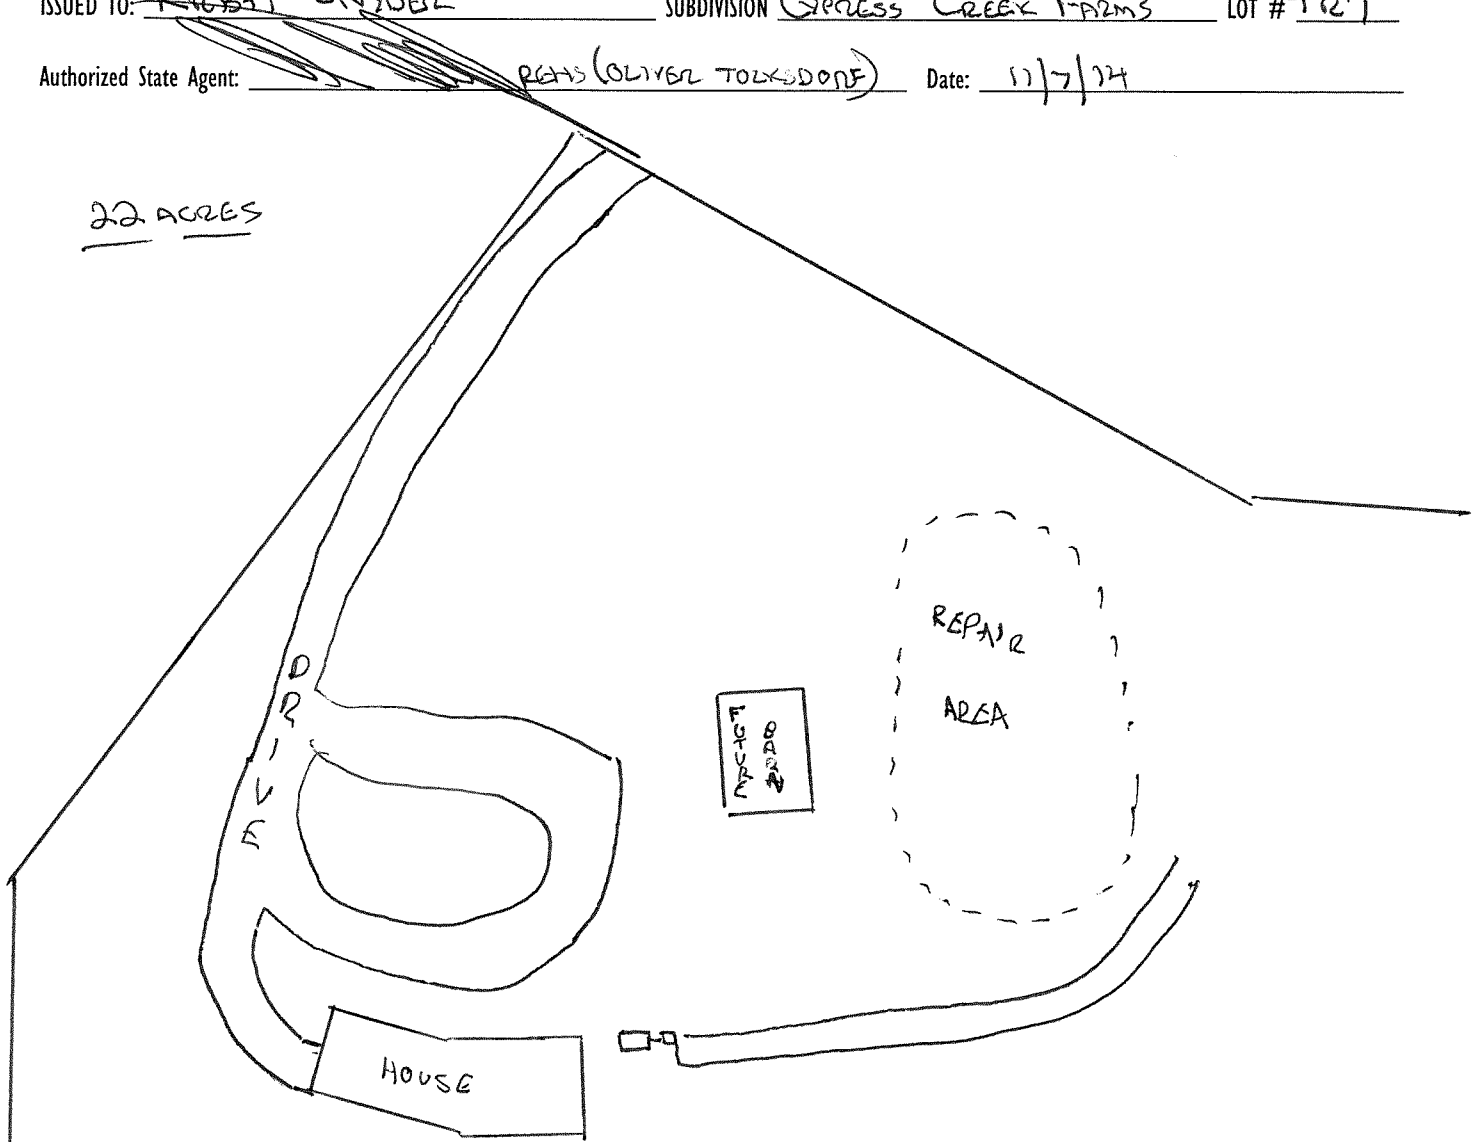 ISSUED TO: SUBDIVISION CYPRESS CREEK FARMS LOT #
Authorized State Agent: REHS (OLIVER TOLKSDORF) Date: 11/7/14
22 ACRES
REPAIR
AREA
DRIVE
FUTURE
BARN
HOUSE